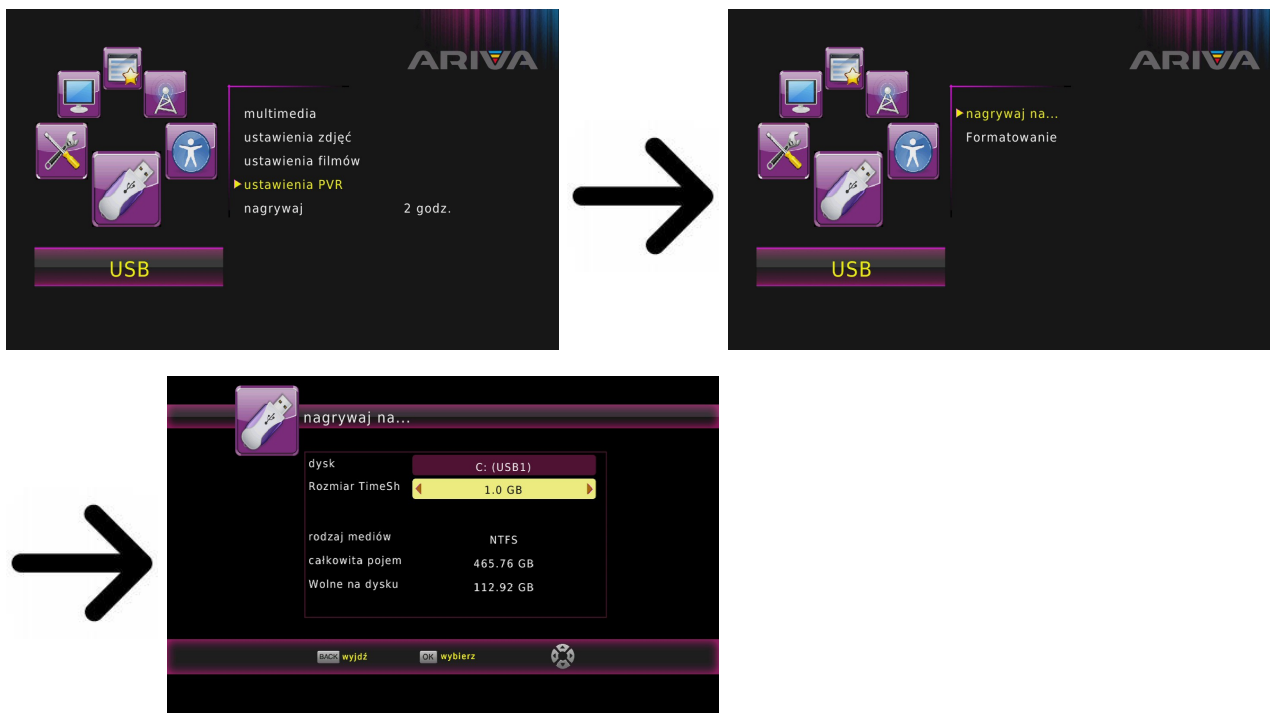 ARIVA
multimedia
ustawienia zdjęć
ustawienia filmów
ustawienia PVR
nagrywaj 2 godz.
USB
ARIVA
nagrywaj na...
Formatowanie
USB
nagrywaj na...
dysk C: (USB1)
Rozmiar TimeSh 1.0 GB
rodzaj mediów NTFS
całkowita pojem 465.76 GB
Wolne na dysku 112.92 GB
BACK wyjdź OK wybierz